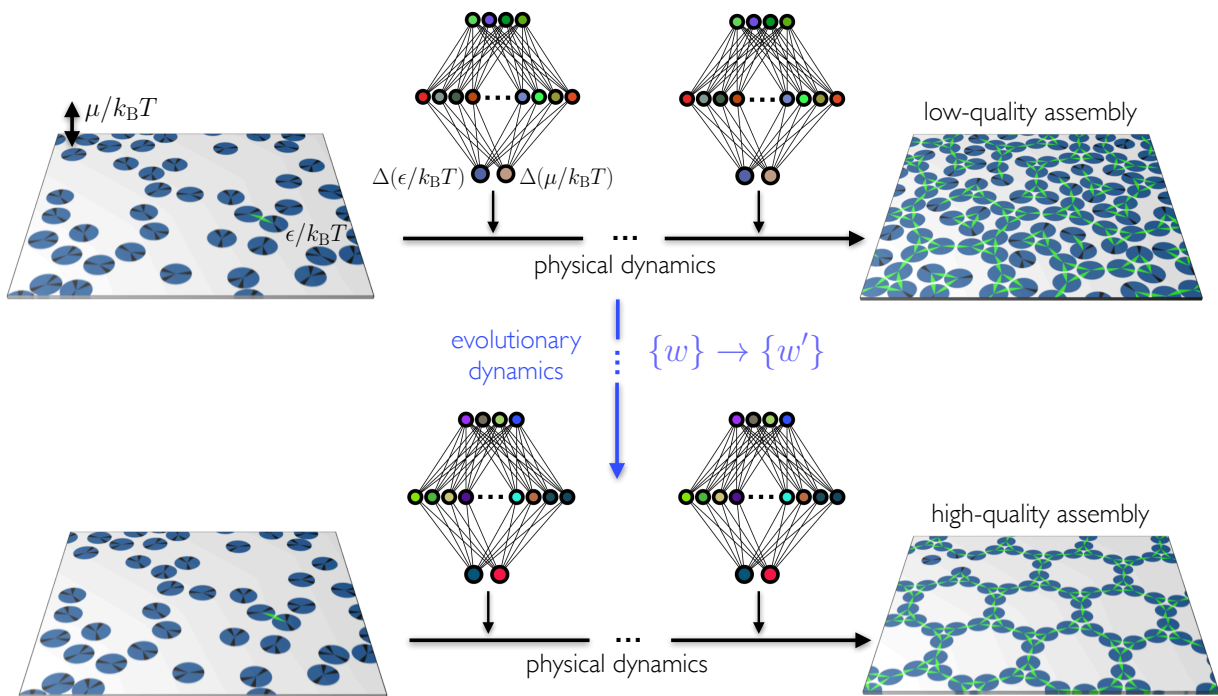 μ/k_BT
low-quality assembly
Δ(ϵ/k_BT)
Δ(μ/k_BT)
ϵ/k_BT
...
...
...
physical dynamics
evolutionary
dynamics
...
{w} → {w′}
...
...
high-quality assembly
...
physical dynamics